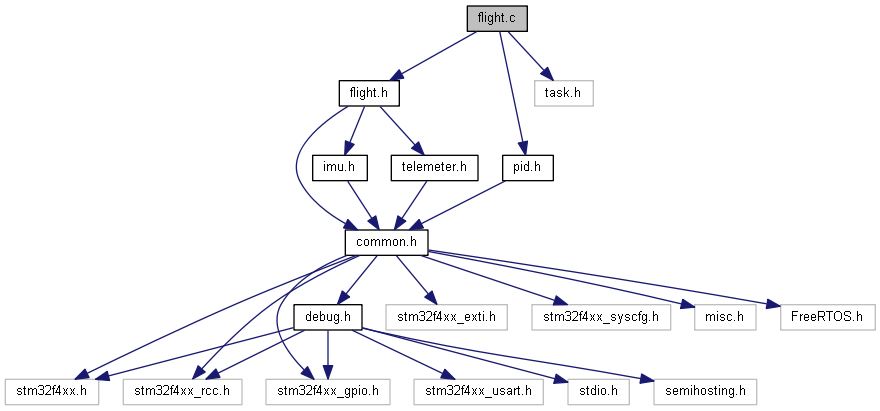 flight.c
flight.h
task.h
imu.h
telemeter.h
pid.h
common.h
debug.h
stm32f4xx_exti.h
stm32f4xx_syscfg.h
misc.h
FreeRTOS.h
stm32f4xx.h
stm32f4xx_rcc.h
stm32f4xx_gpio.h
stm32f4xx_usart.h
stdio.h
semihosting.h